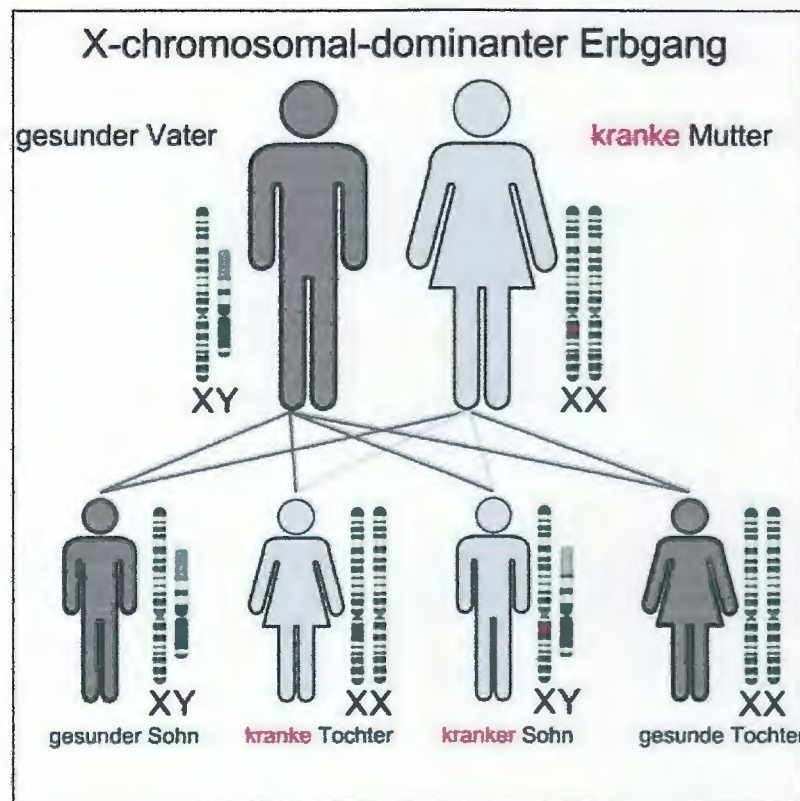 X-chromosomal-dominanter Erbgang
gesunder Vater
kranke Mutter
XY
XX
XY
XX
XY
XX
gesunder Sohn
kranke Tochter
kranker Sohn
gesunde Tochter